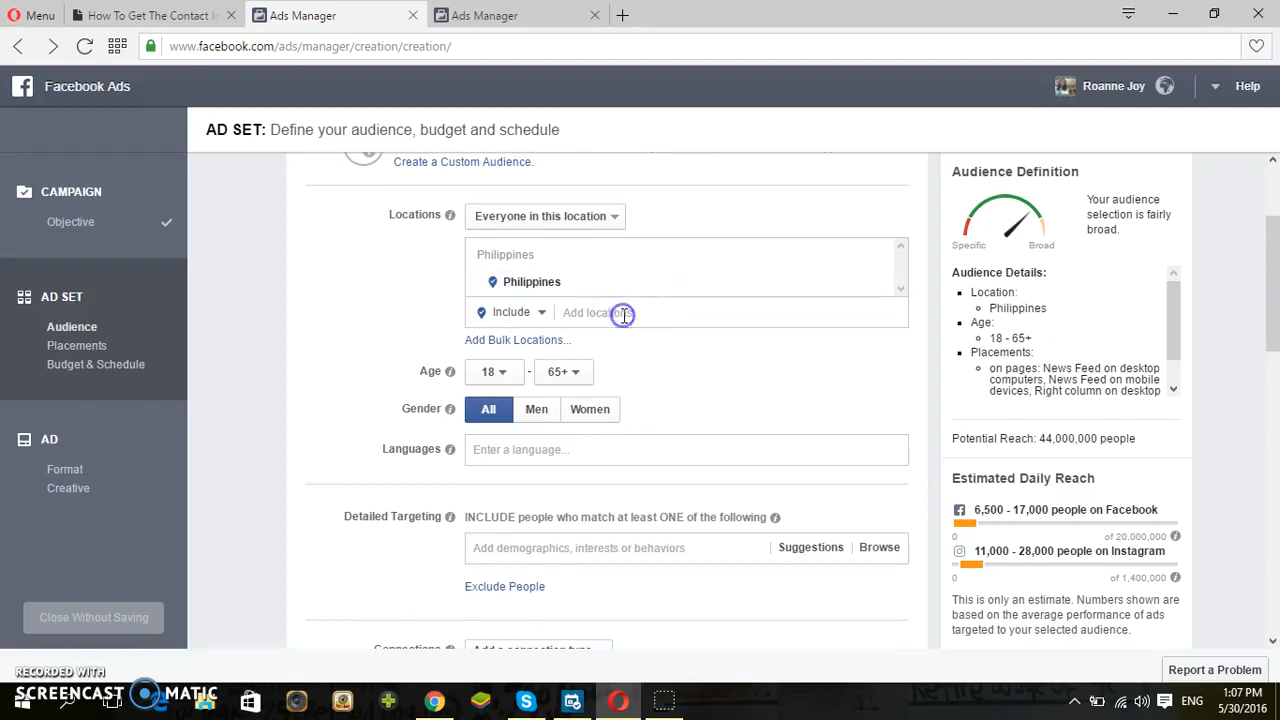 Menu
How To Get The Contact In
Ads Manager
Ads Manager
www.facebook.com/ads/manager/creation/creation/
Facebook Ads
Roanne Joy
Help
AD SET: Define your audience, budget and schedule
CAMPAIGN
Objective
AD SET
Audience
Placements
Budget & Schedule
AD
Format
Creative
Close Without Saving
Create a Custom Audience.
Locations
Everyone in this location
Philippines
Philippines
Include
Add locations
Add Bulk Locations...
Age
18
-
65+
Gender
All
Men
Women
Languages
Enter a language...
Detailed Targeting
INCLUDE people who match at least ONE of the following
Add demographics, interests or behaviors
Suggestions
Browse
Exclude People
Connections
Add a connection type
Audience Definition
Specific
Broad
Your audience
selection is fairly
broad.
Audience Details:
Location:
Philippines
Age:
18 - 65+
Placements:
on pages: News Feed on desktop
computers, News Feed on mobile
devices, Right column on desktop
Potential Reach: 44,000,000 people
Estimated Daily Reach
6,500 - 17,000 people on Facebook
0
of 20,000,000
11,000 - 28,000 people on Instagram
0
of 1,400,000
This is only an estimate. Numbers shown are
based on the average performance of ads
targeted to your selected audience.
Report a Problem
RECORDED WITH
SCREENCAST MATIC
ENG
1:07 PM
5/30/2016